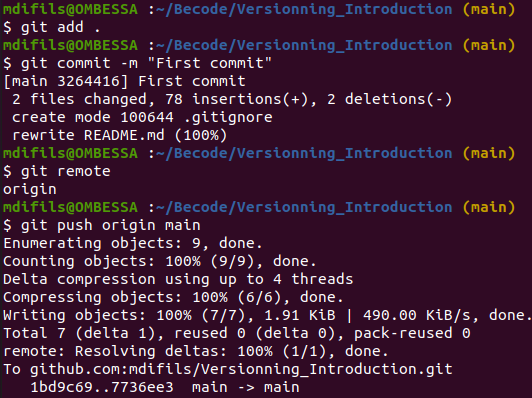 mdifils@OMBESSA :~/Becode/Versionning_Introduction (main)
$ git add .
mdifils@OMBESSA :~/Becode/Versionning_Introduction (main)
$ git commit -m "First commit"
[main 3264416] First commit
 2 files changed, 78 insertions(+), 2 deletions(-)
 create mode 100644 .gitignore
 rewrite README.md (100%)
mdifils@OMBESSA :~/Becode/Versionning_Introduction (main)
$ git remote
origin
mdifils@OMBESSA :~/Becode/Versionning_Introduction (main)
$ git push origin main
Enumerating objects: 9, done.
Counting objects: 100% (9/9), done.
Delta compression using up to 4 threads
Compressing objects: 100% (6/6), done.
Writing objects: 100% (7/7), 1.91 KiB | 490.00 KiB/s, done.
Total 7 (delta 1), reused 0 (delta 0), pack-reused 0
remote: Resolving deltas: 100% (1/1), done.
To github.com:mdifils/Versionning_Introduction.git
   1bd9c69..7736ee3  main -> main